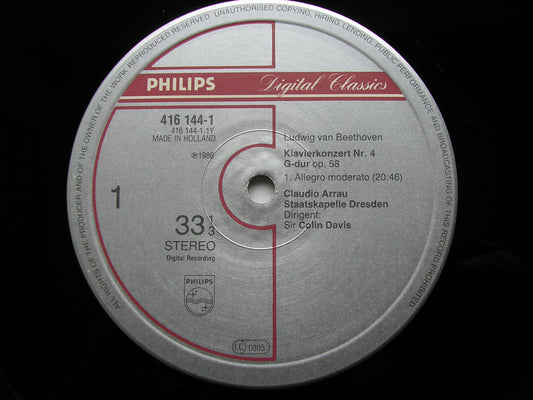 ALL RIGHTS OF THE PRODUCER AND OF THE OWNER OF THE WORK REPRODUCED RESERVED. UNAUTHORISED COPYING, HIRING, LENDING, PUBLIC PERFORMANCE AND BROADCASTING OF THIS RECORD PROHIBITED.
PHILIPS Digital Classics
416 144-1
416 144-1.1Y
MADE IN HOLLAND
℗1986
1
33 1/3
STEREO
Digital Recording
PHILIPS
Ludwig van Beethoven
Klavierkonzert Nr. 4
G-dur op. 58
1. Allegro moderato (20:46)
Claudio Arrau
Staatskapelle Dresden
Dirigent:
Sir Colin Davis
LC 0305